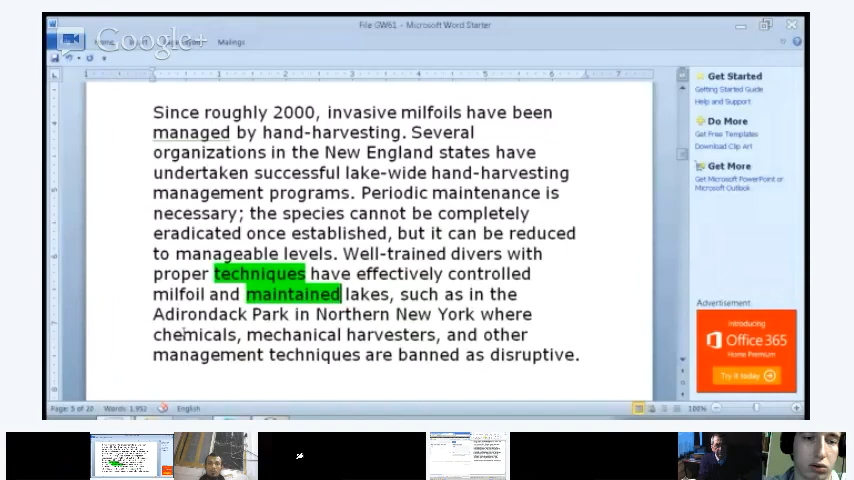 File GW61 - Microsoft Word Starter
Google+
Mailings
Since roughly 2000, invasive milfoils have been
managed by hand-harvesting. Several
organizations in the New England states have
undertaken successful lake-wide hand-harvesting
management programs. Periodic maintenance is
necessary; the species cannot be completely
eradicated once established, but it can be reduced
to manageable levels. Well-trained divers with
proper techniques have effectively controlled
milfoil and maintained lakes, such as in the
Adirondack Park in Northern New York where
chemicals, mechanical harvesters, and other
management techniques are banned as disruptive.
Get Started
Getting Started Guide
Help and Support
Do More
Get Free Templates
Download Clip Art
Get More
Get Microsoft PowerPoint or
Microsoft Outlook
Advertisement
Introducing
Office 365
Home Premium
Try it today
Page: 5 of 20 Words: 1,952 English 100%